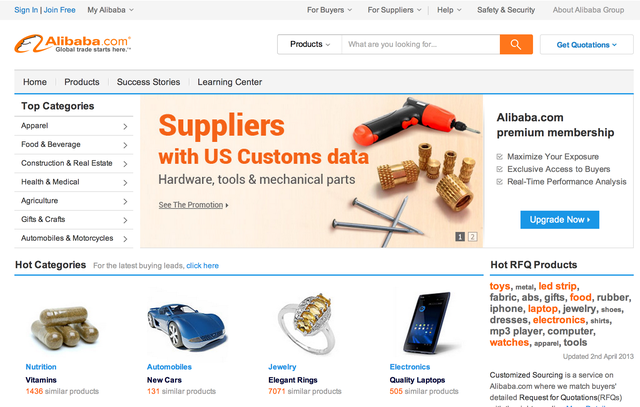 Sign In | Join Free My Alibaba For Buyers For Suppliers Help Safety & Security About Alibaba Group
Alibaba.com
Global trade starts here.™
Products What are you looking for... Get Quotations
Home Products Success Stories Learning Center
Top Categories
Apparel
Food & Beverage
Construction & Real Estate
Health & Medical
Agriculture
Gifts & Crafts
Automobiles & Motorcycles
Suppliers
with US Customs data
Hardware, tools & mechanical parts
See The Promotion
1 2
Alibaba.com
premium membership
Maximize Your Exposure
Exclusive Access to Buyers
Real-Time Performance Analysis
Upgrade Now
Hot Categories For the latest buying leads, click here
Nutrition
Vitamins
1436 similar products
Automobiles
New Cars
131 similar products
Jewelry
Elegant Rings
7071 similar products
Electronics
Quality Laptops
505 similar products
Hot RFQ Products
toys, metal, led strip,
fabric, abs, gifts, food, rubber,
iphone, laptop, jewelry, shoes,
dresses, electronics, shirts,
mp3 player, computer,
watches, apparel, tools
Updated 2nd April 2013
Customized Sourcing is a service on
Alibaba.com where we match buyers'
detailed Request for Quotations(RFQs)